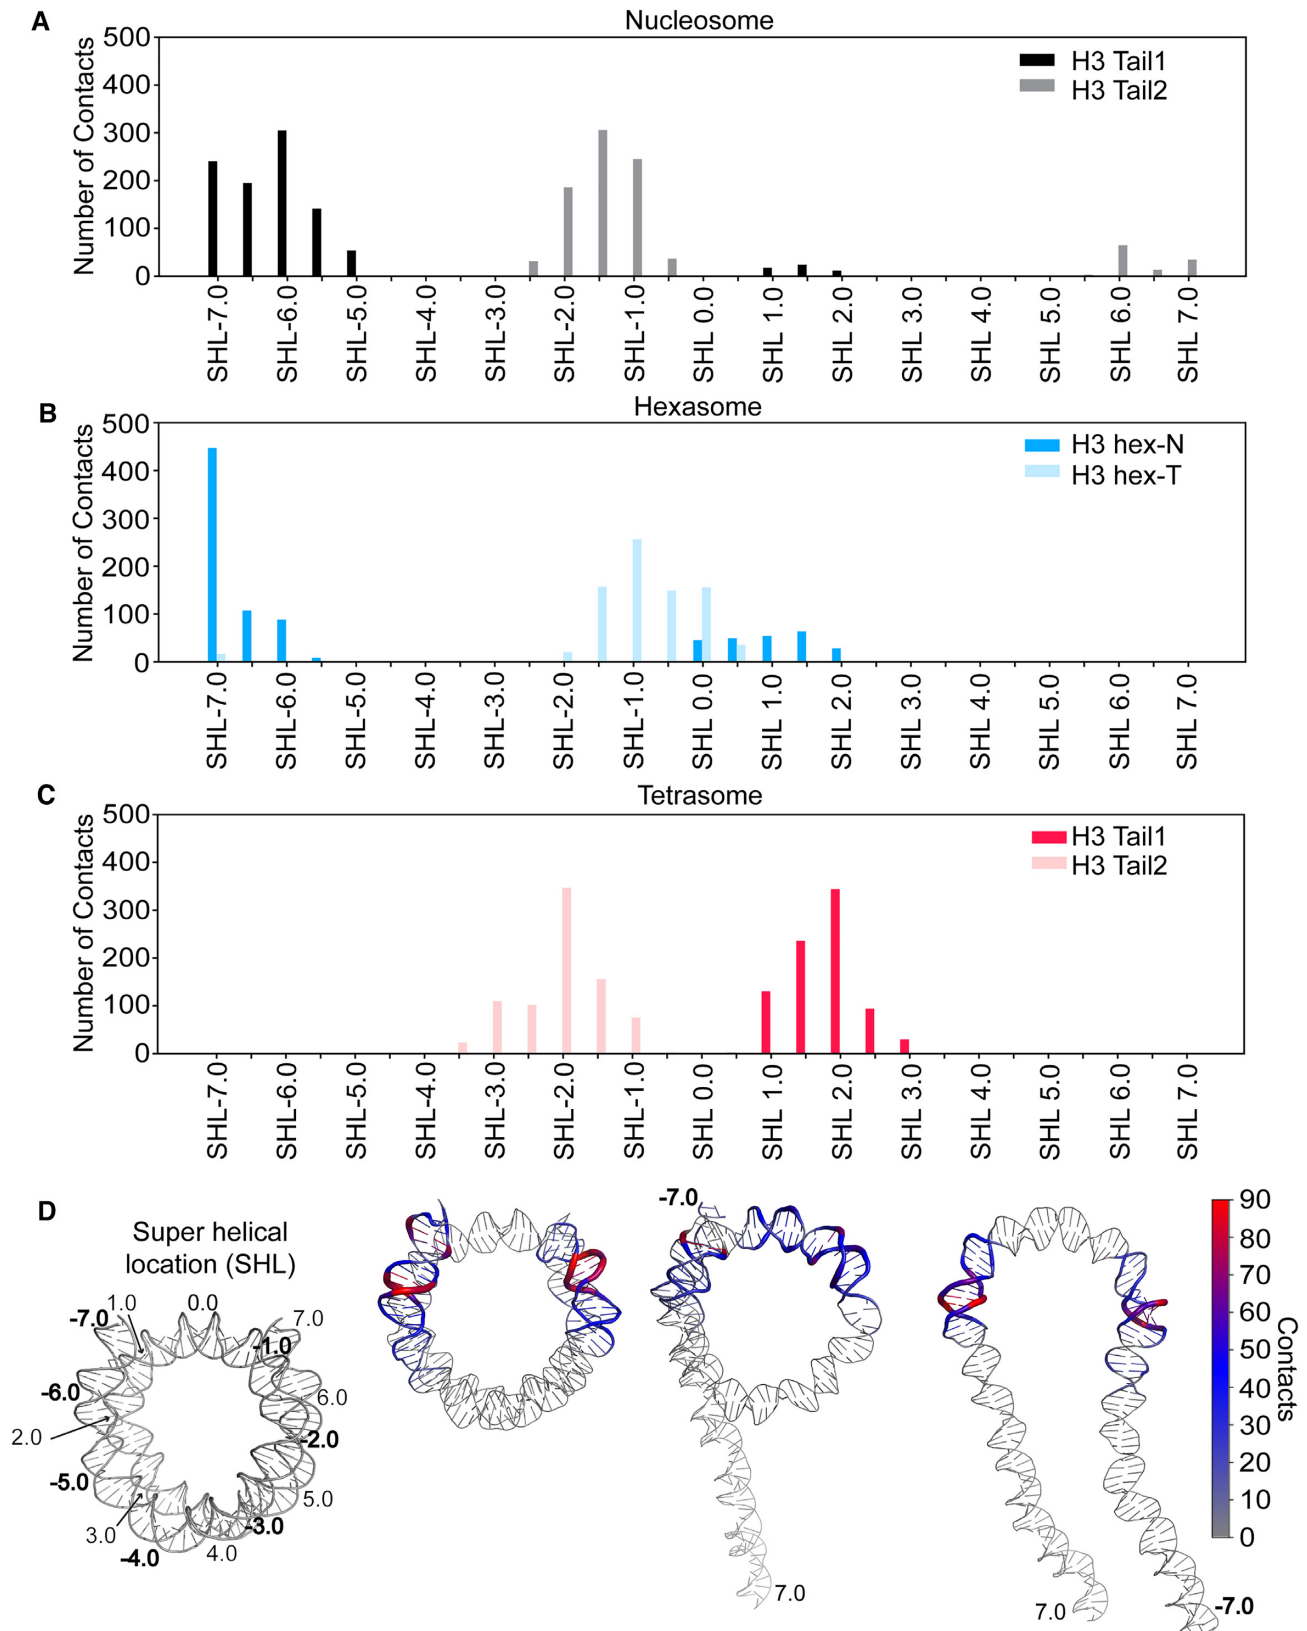 A
Nucleosome
Number of Contacts
500
400
300
200
100
0
H3 Tail1
H3 Tail2
SHL-7.0
SHL-6.0
SHL-5.0
SHL-4.0
SHL-3.0
SHL-2.0
SHL-1.0
SHL 0.0
SHL 1.0
SHL 2.0
SHL 3.0
SHL 4.0
SHL 5.0
SHL 6.0
SHL 7.0
B
Hexasome
Number of Contacts
500
400
300
200
100
0
H3 hex-N
H3 hex-T
SHL-7.0
SHL-6.0
SHL-5.0
SHL-4.0
SHL-3.0
SHL-2.0
SHL-1.0
SHL 0.0
SHL 1.0
SHL 2.0
SHL 3.0
SHL 4.0
SHL 5.0
SHL 6.0
SHL 7.0
C
Tetrasome
Number of Contacts
500
400
300
200
100
0
H3 Tail1
H3 Tail2
SHL-7.0
SHL-6.0
SHL-5.0
SHL-4.0
SHL-3.0
SHL-2.0
SHL-1.0
SHL 0.0
SHL 1.0
SHL 2.0
SHL 3.0
SHL 4.0
SHL 5.0
SHL 6.0
SHL 7.0
D
Super helical
location (SHL)
-7.0
1.0
0.0
7.0
-1.0
-6.0
6.0
2.0
-2.0
-5.0
5.0
3.0
-3.0
-4.0
4.0
-7.0
7.0
7.0
-7.0
90
80
70
60
50
40
30
20
10
0
Contacts